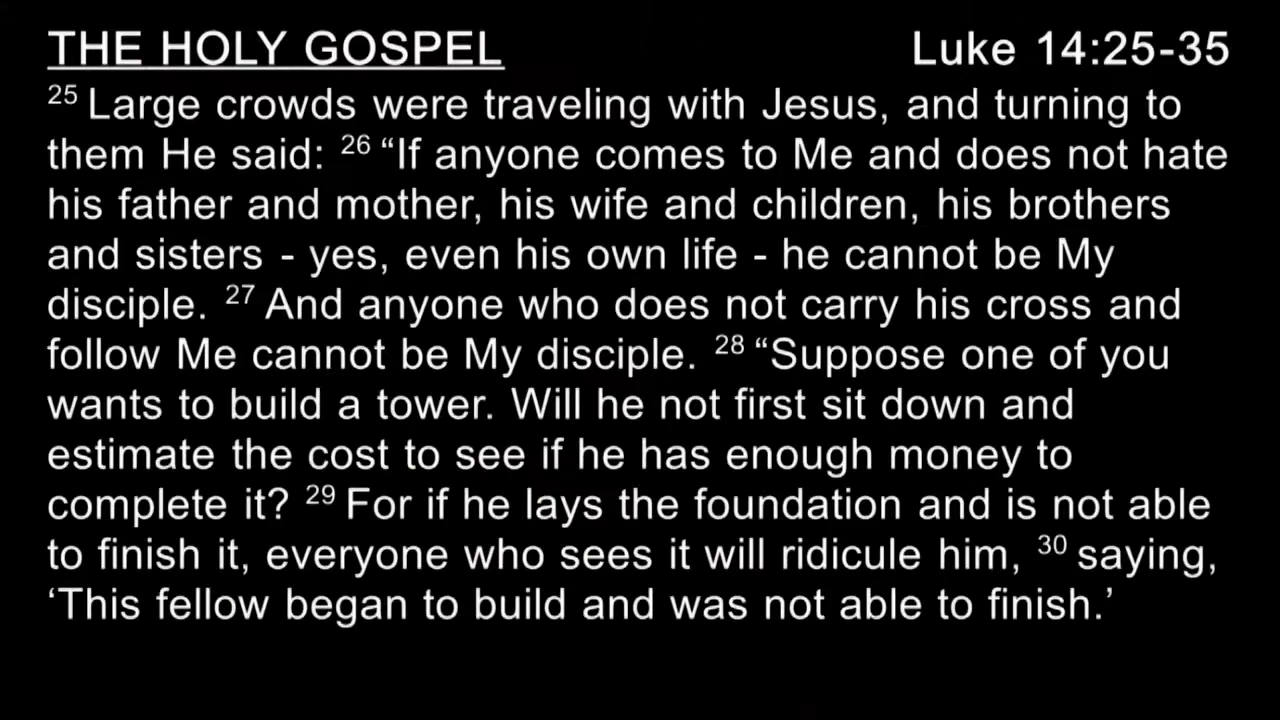 THE HOLY GOSPEL Luke 14:25-35
25 Large crowds were traveling with Jesus, and turning to
them He said: 26 “If anyone comes to Me and does not hate
his father and mother, his wife and children, his brothers
and sisters - yes, even his own life - he cannot be My
disciple. 27 And anyone who does not carry his cross and
follow Me cannot be My disciple. 28 “Suppose one of you
wants to build a tower. Will he not first sit down and
estimate the cost to see if he has enough money to
complete it? 29 For if he lays the foundation and is not able
to finish it, everyone who sees it will ridicule him, 30 saying,
‘This fellow began to build and was not able to finish.’